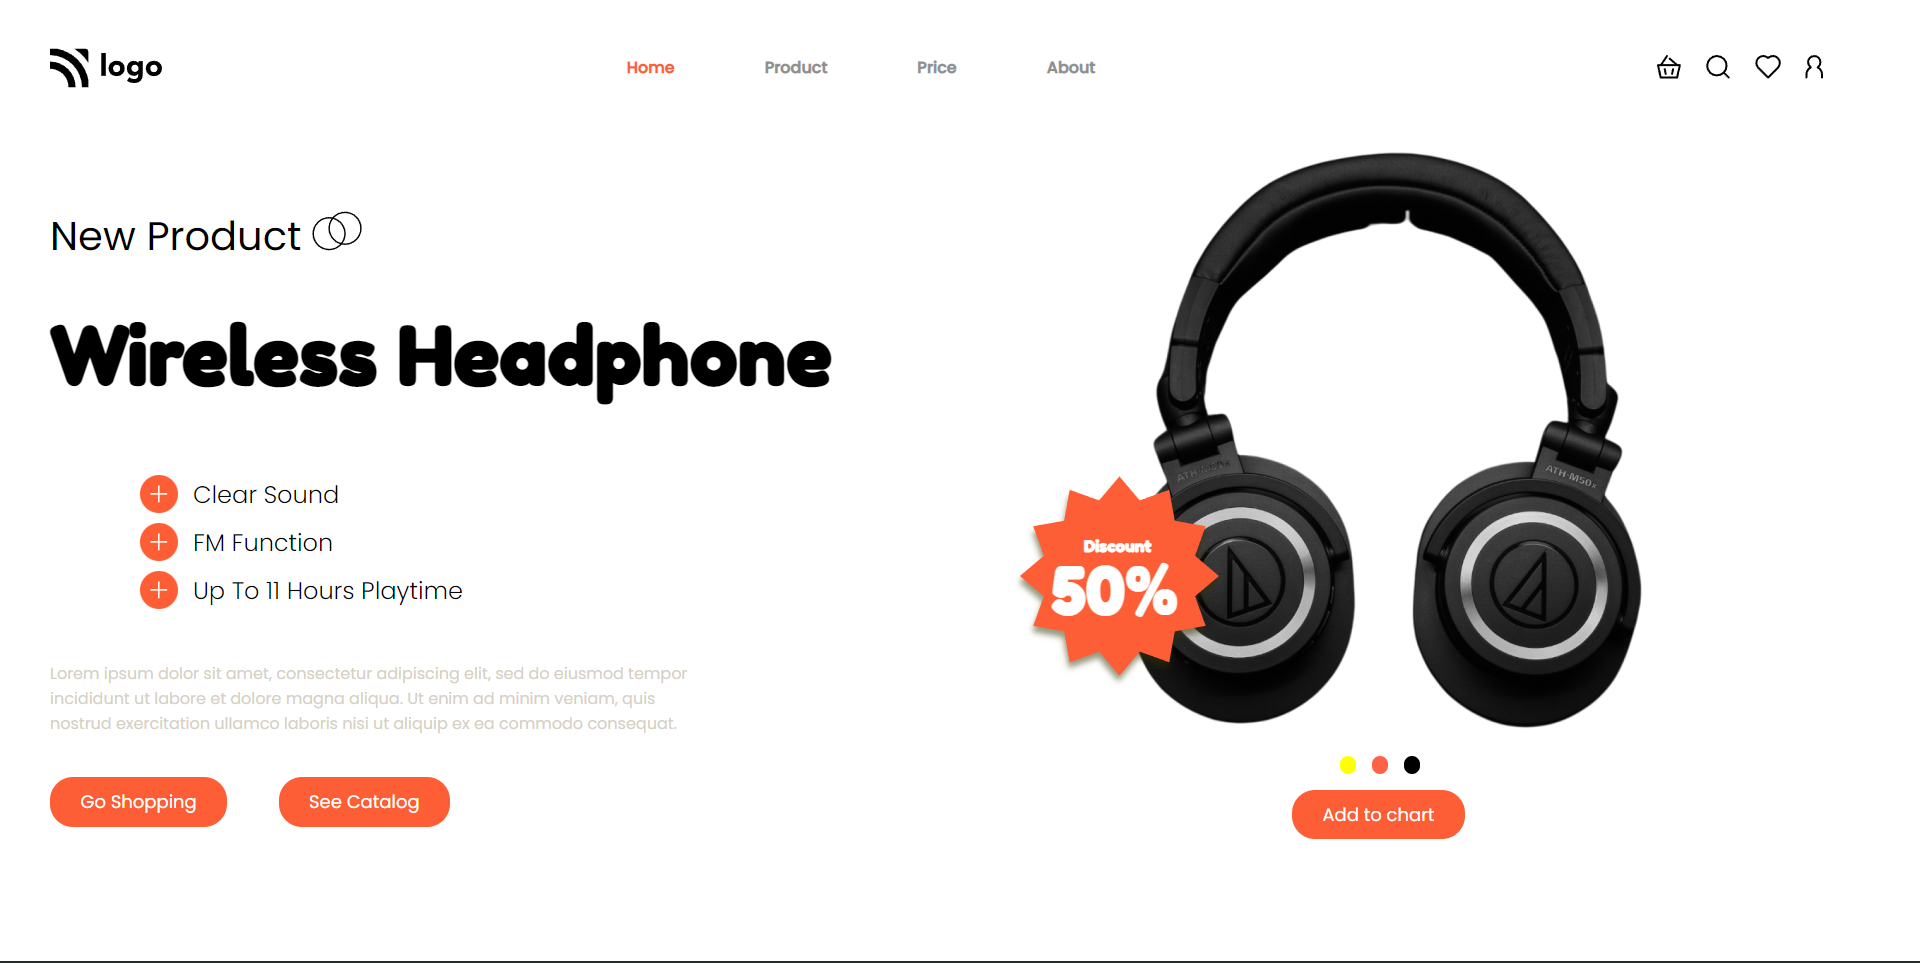 logo
Home
Product
Price
About
New Product
Wireless Headphone
Clear Sound
FM Function
Up To 11 Hours Playtime
Lorem ipsum dolor sit amet, consectetur adipiscing elit, sed do eiusmod tempor
incididunt ut labore et dolore magna aliqua. Ut enim ad minim veniam, quis
nostrud exercitation ullamco laboris nisi ut aliquip ex ea commodo consequat.
Go Shopping
See Catalog
ATH-M50x
ATH-M50x
Discount
50%
Add to chart